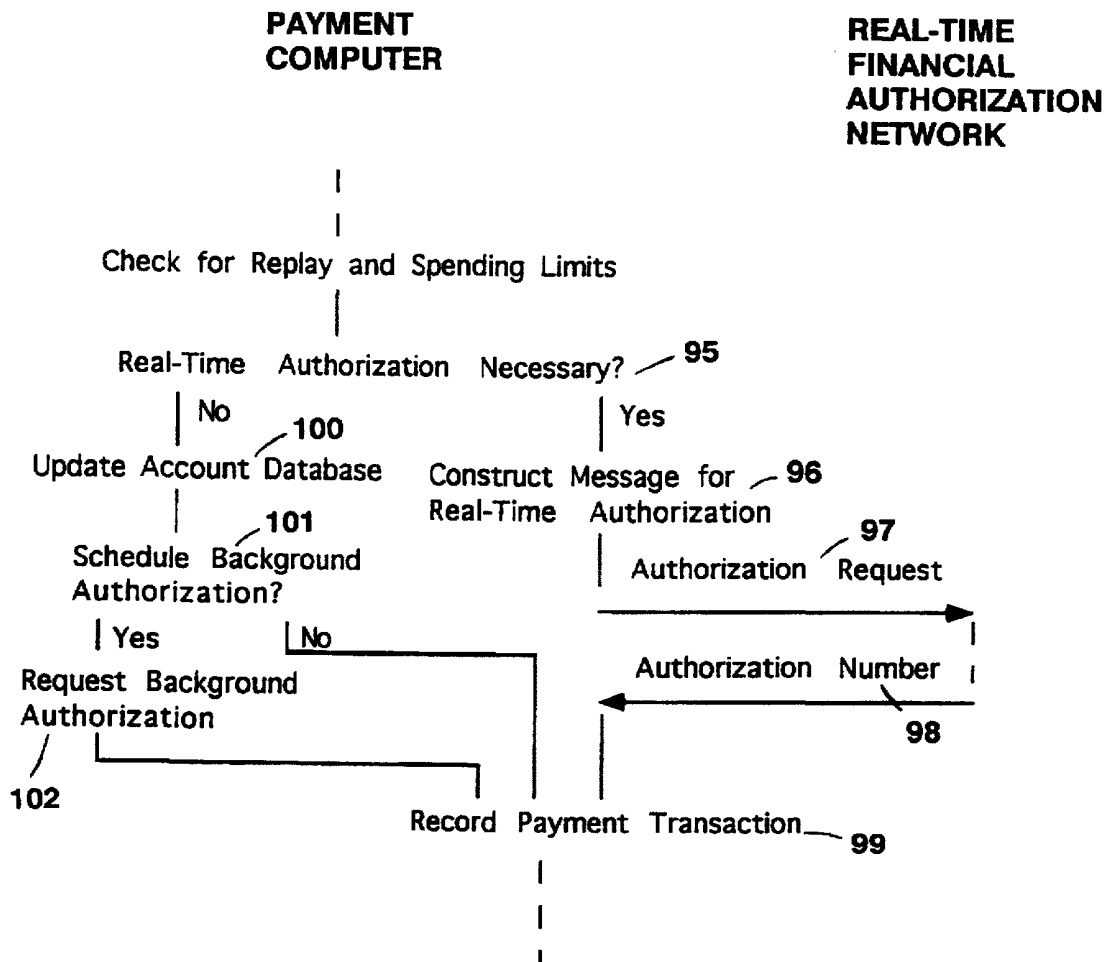 PAYMENT
COMPUTER
REAL-TIME
FINANCIAL
AUTHORIZATION
NETWORK
Check for Replay and Spending Limits
Real-Time Authorization Necessary? 95
No
Yes
100
Update Account Database
Construct Message for 96
Real-Time Authorization
101
Schedule Background
Authorization?
97
Authorization Request
Yes
No
Authorization Number
98
Request Background
Authorization
102
Record Payment Transaction 99